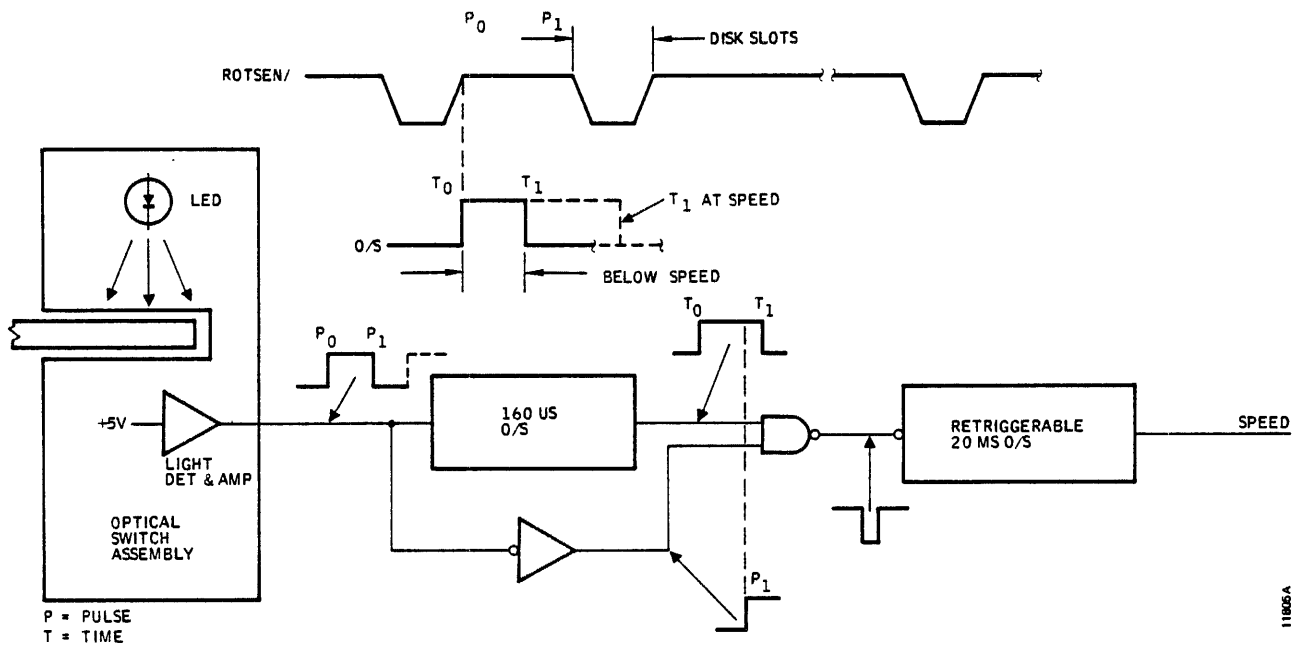 P0 P1
DISK SLOTS
ROTSEN/
T0 T1
T1 AT SPEED
LED
O/S
BELOW SPEED
T0 T1
P0 P1
+5V
160 US
O/S
RETRIGGERABLE
20 MS O/S
SPEED
LIGHT
DET & AMP
OPTICAL
SWITCH
ASSEMBLY
P1
P = PULSE
T = TIME
11805A